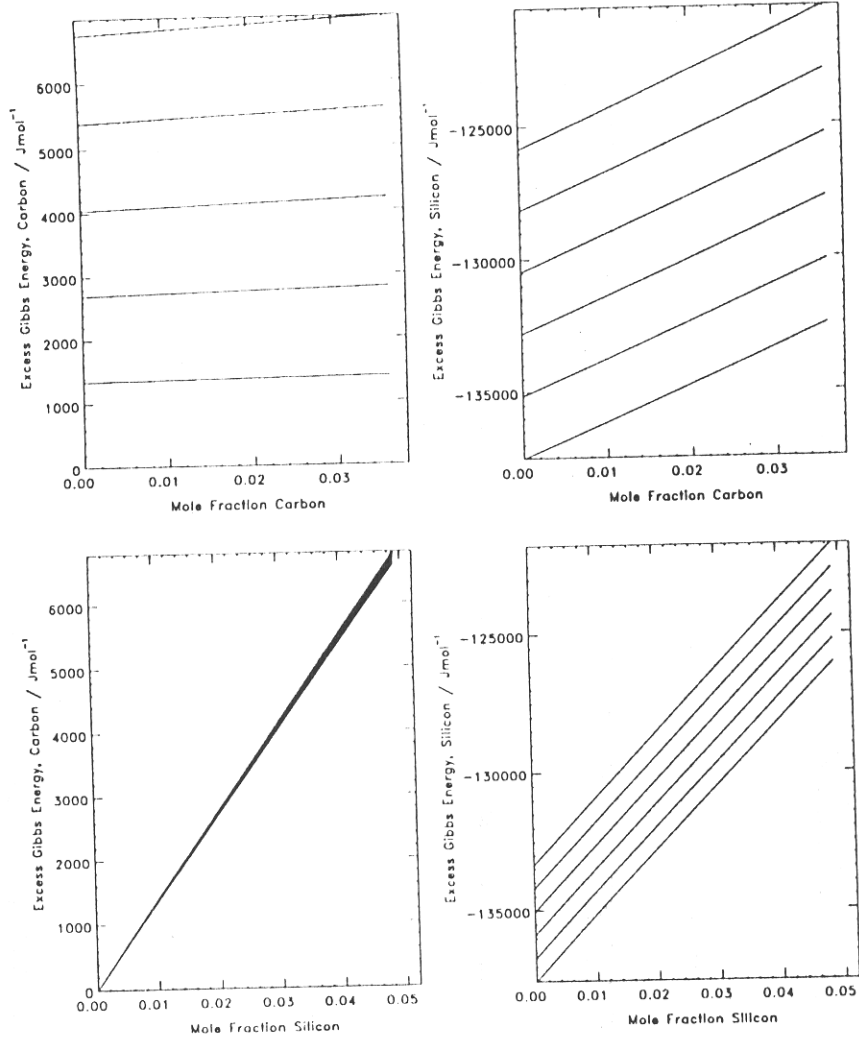 Excess Gibbs Energy, Carbon / Jmol⁻¹
6000
5000
4000
3000
2000
1000
0
0.00 0.01 0.02 0.03
Mole Fraction Carbon
Excess Gibbs Energy, Silicon / Jmol⁻¹
-125000
-130000
-135000
0.00 0.01 0.02 0.03
Mole Fraction Carbon
Excess Gibbs Energy, Carbon / Jmol⁻¹
6000
5000
4000
3000
2000
1000
0
0.00 0.01 0.02 0.03 0.04 0.05
Mole Fraction Silicon
Excess Gibbs Energy, Silicon / Jmol⁻¹
-125000
-130000
-135000
0.00 0.01 0.02 0.03 0.04 0.05
Mole Fraction Silicon